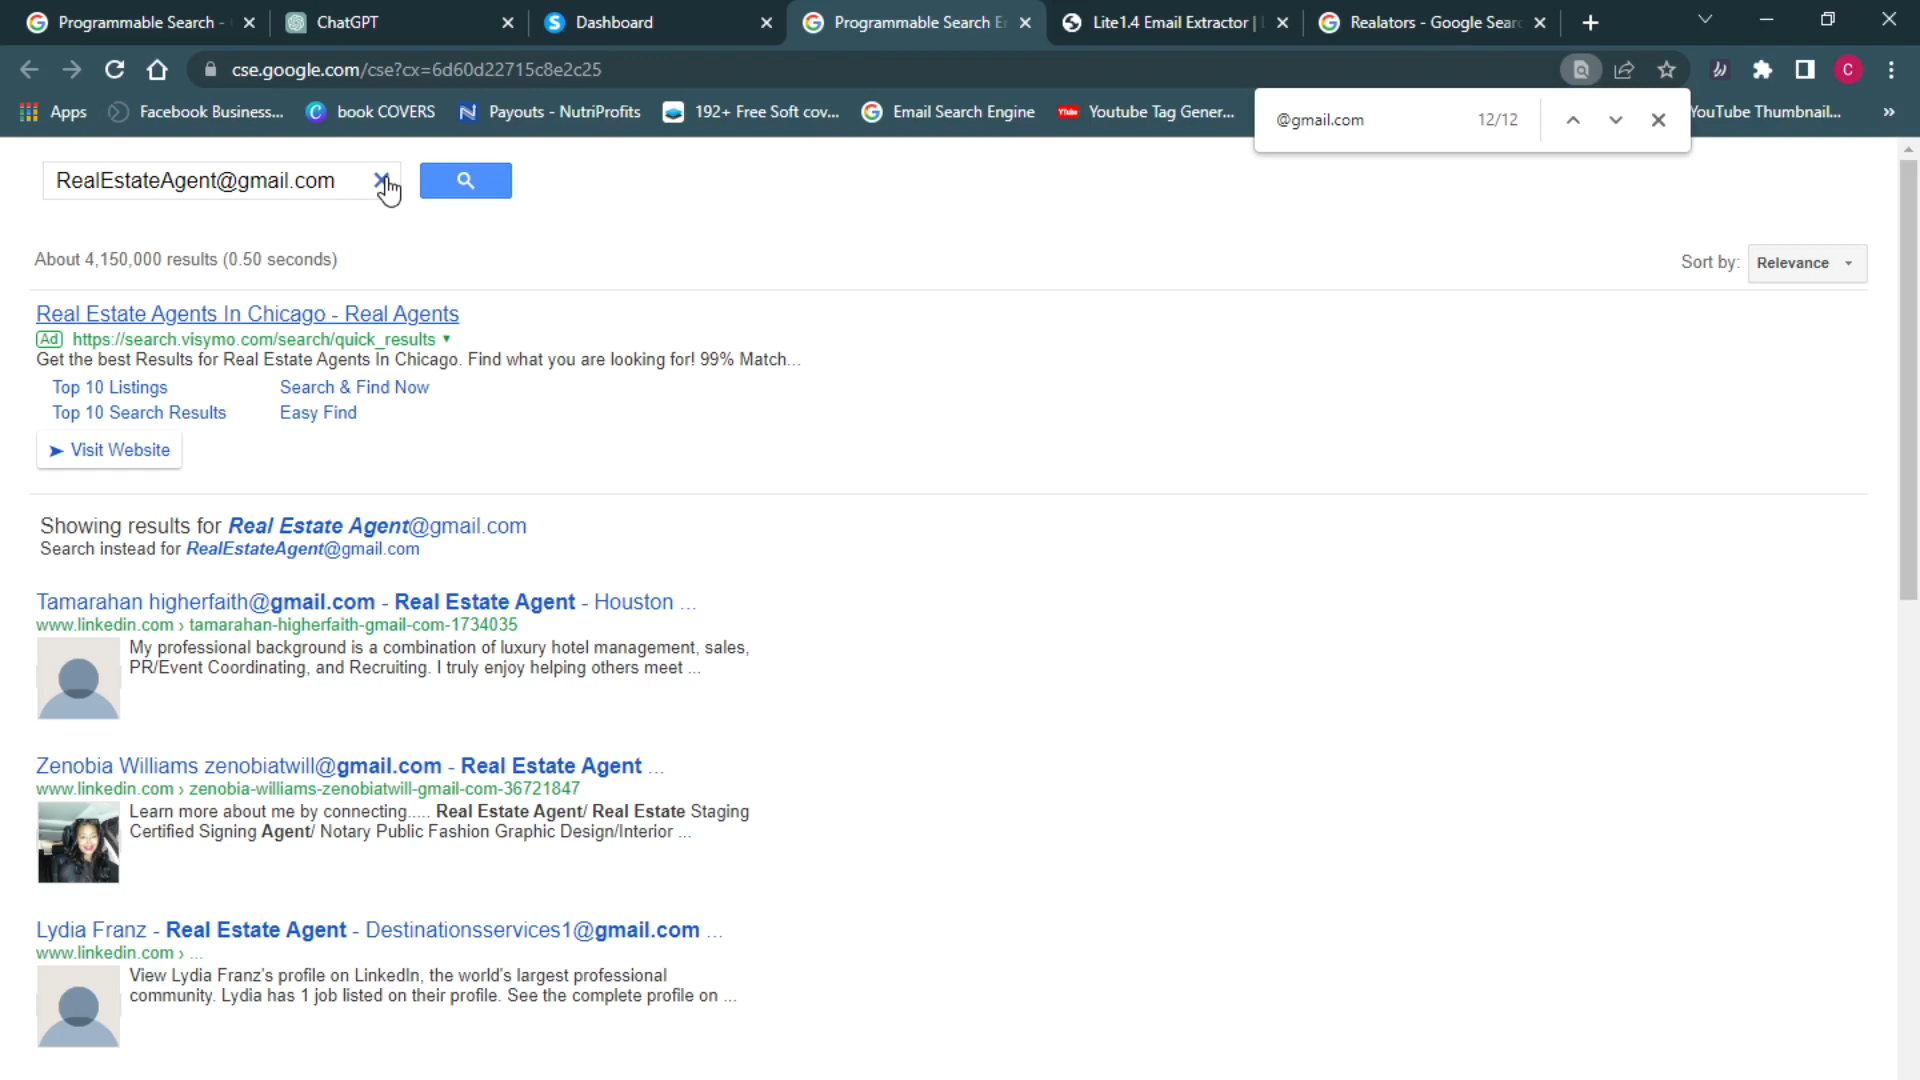 Programmable Search -
ChatGPT
Dashboard
Programmable Search E
Lite1.4 Email Extractor |
Realators - Google Sear
cse.google.com/cse?cx=6d60d22715c8e2c25
C
Apps
Facebook Business...
book COVERS
Payouts - NutriProfits
192+ Free Soft cov...
Email Search Engine
Youtube Tag Gener...
YouTube Thumbnail...
»
@gmail.com 12/12
RealEstateAgent@gmail.com
About 4,150,000 results (0.50 seconds)
Sort by: Relevance
Real Estate Agents In Chicago - Real Agents
Ad https://search.visymo.com/search/quick_results
Get the best Results for Real Estate Agents In Chicago. Find what you are looking for! 99% Match...
Top 10 Listings Search & Find Now
Top 10 Search Results Easy Find
➤ Visit Website
Showing results for Real Estate Agent@gmail.com
Search instead for RealEstateAgent@gmail.com
Tamarahan higherfaith@gmail.com - Real Estate Agent - Houston ...
www.linkedin.com › tamarahan-higherfaith-gmail-com-1734035
My professional background is a combination of luxury hotel management, sales,
PR/Event Coordinating, and Recruiting. I truly enjoy helping others meet ...
Zenobia Williams zenobiatwill@gmail.com - Real Estate Agent ...
www.linkedin.com › zenobia-williams-zenobiatwill-gmail-com-36721847
Learn more about me by connecting..... Real Estate Agent/ Real Estate Staging
Certified Signing Agent/ Notary Public Fashion Graphic Design/Interior ...
Lydia Franz - Real Estate Agent - Destinationsservices1@gmail.com ...
www.linkedin.com › ...
View Lydia Franz's profile on LinkedIn, the world's largest professional
community. Lydia has 1 job listed on their profile. See the complete profile on ...